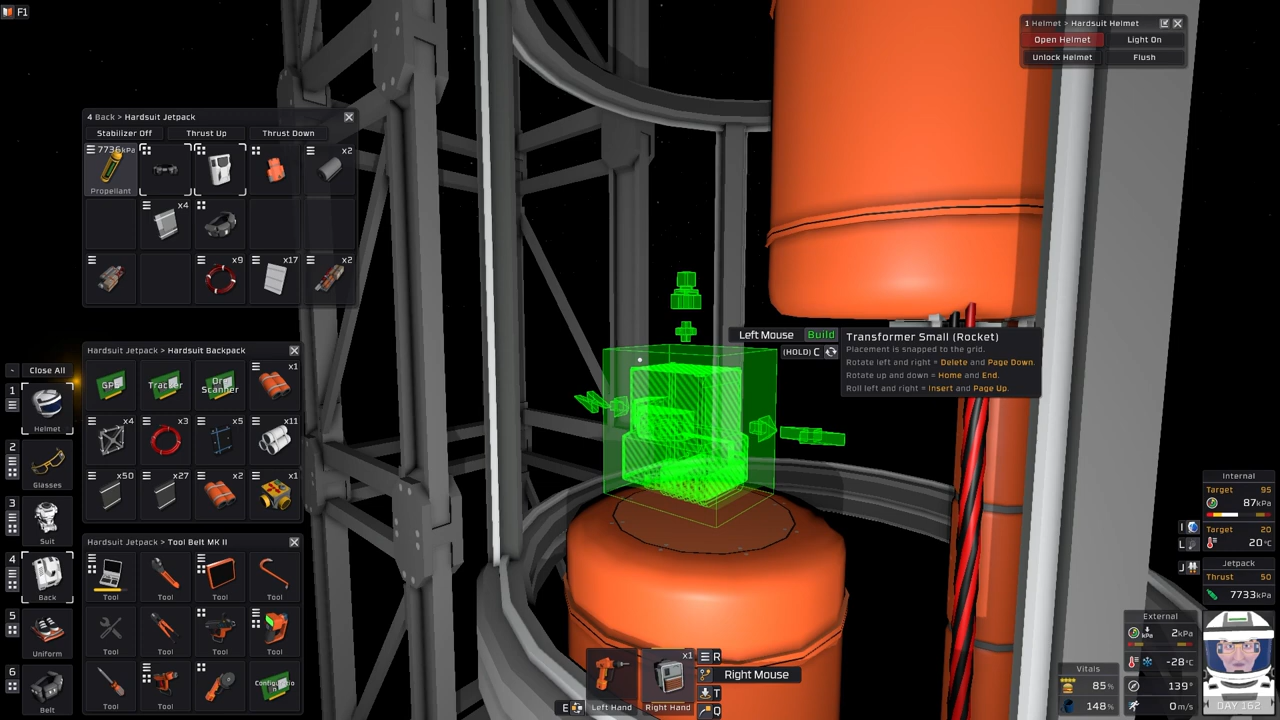 F1
1 Helmet > Hardsuit Helmet
Open Helmet
Light On
Unlock Helmet
Flush
4 Back > Hardsuit Jetpack
Stabilizer Off
Thrust Up
Thrust Down
7736kPa
x2
Propellant
x4
x9
x17
x2
Hardsuit Jetpack > Hardsuit Backpack
GPS
Tracker
Ore Scanner
x1
x4
x3
x5
x11
x50
x27
x2
x1
Hardsuit Jetpack > Tool Belt MK II
Tool
Tool
Tool
Tool
Tool
Tool
Tool
Tool
Tool
Tool
Tool
Configuration
Tool
~
Close All
1
Helmet
2
Glasses
3
Suit
4
Back
5
Uniform
6
Belt
Left Mouse
Build
(HOLD) C
Transformer Small (Rocket)
Placement is snapped to the grid.
Rotate left and right = Delete and Page Down.
Rotate up and down = Home and End.
Roll left and right = Insert and Page Up.
E
Left Hand
x1
Right Hand
R
Right Mouse
T
Q
Internal
Target 95
87kPa
Target 20
20°C
I
L
J
Jetpack
Thrust 50
7733kPa
External
kPa
2kPa
-28°C
139°
0m/s
Vitals
85%
148%
DAY 162